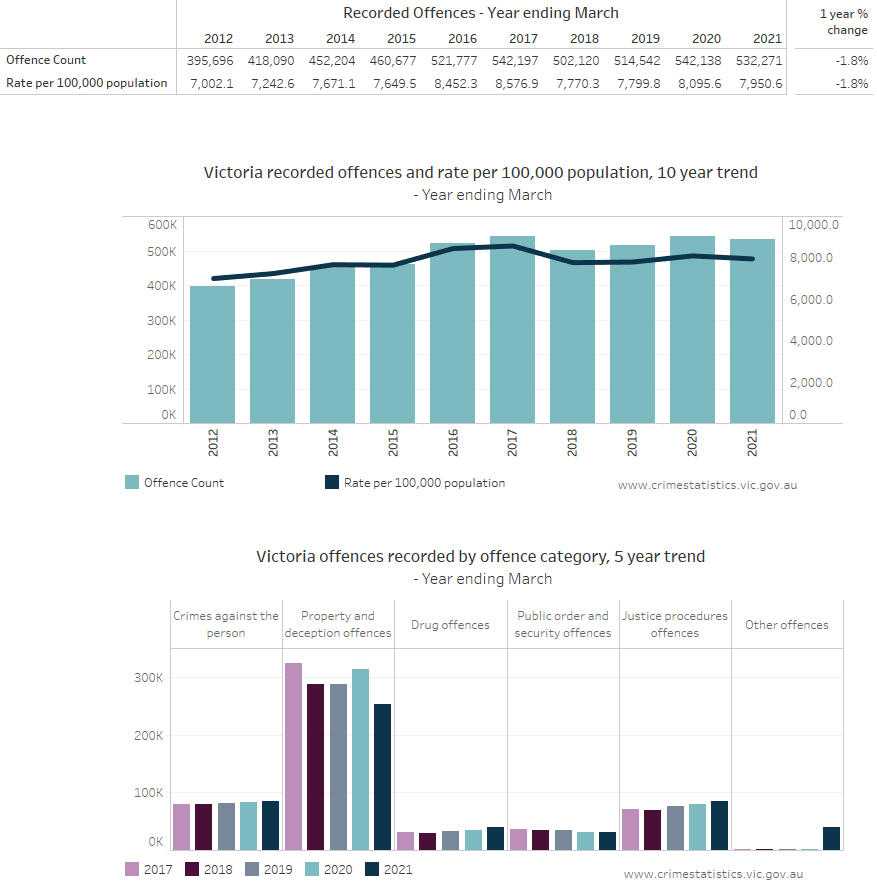 Recorded Offences - Year ending March
1 year %
change
2012 2013 2014 2015 2016 2017 2018 2019 2020 2021
Offence Count 395,696 418,090 452,204 460,677 521,777 542,197 502,120 514,542 542,138 532,271 -1.8%
Rate per 100,000 population 7,002.1 7,242.6 7,671.1 7,649.5 8,452.3 8,576.9 7,770.3 7,799.8 8,095.6 7,950.6 -1.8%
Victoria recorded offences and rate per 100,000 population, 10 year trend
- Year ending March
600K 10,000.0
500K 8,000.0
400K 6,000.0
300K
200K 4,000.0
100K 2,000.0
0K 0.0
2012 2013 2014 2015 2016 2017 2018 2019 2020 2021
Offence Count Rate per 100,000 population www.crimestatistics.vic.gov.au
Victoria offences recorded by offence category, 5 year trend
- Year ending March
Crimes against the
person
Property and
deception offences
Drug offences
Public order and
security offences
Justice procedures
offences
Other offences
300K
200K
100K
0K
2017 2018 2019 2020 2021 www.crimestatistics.vic.gov.au